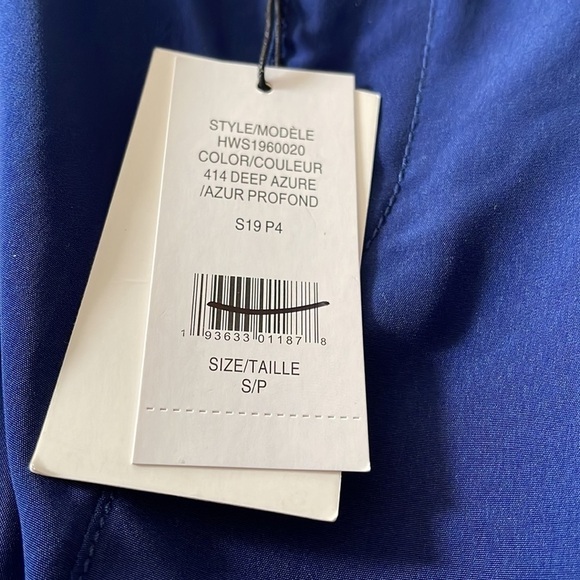 STYLE/MODÈLE
HWS1960020
COLOR/COULEUR
414 DEEP AZURE
/AZUR PROFOND
S19 P4
1 93633 01187 8
SIZE/TAILLE
S/P